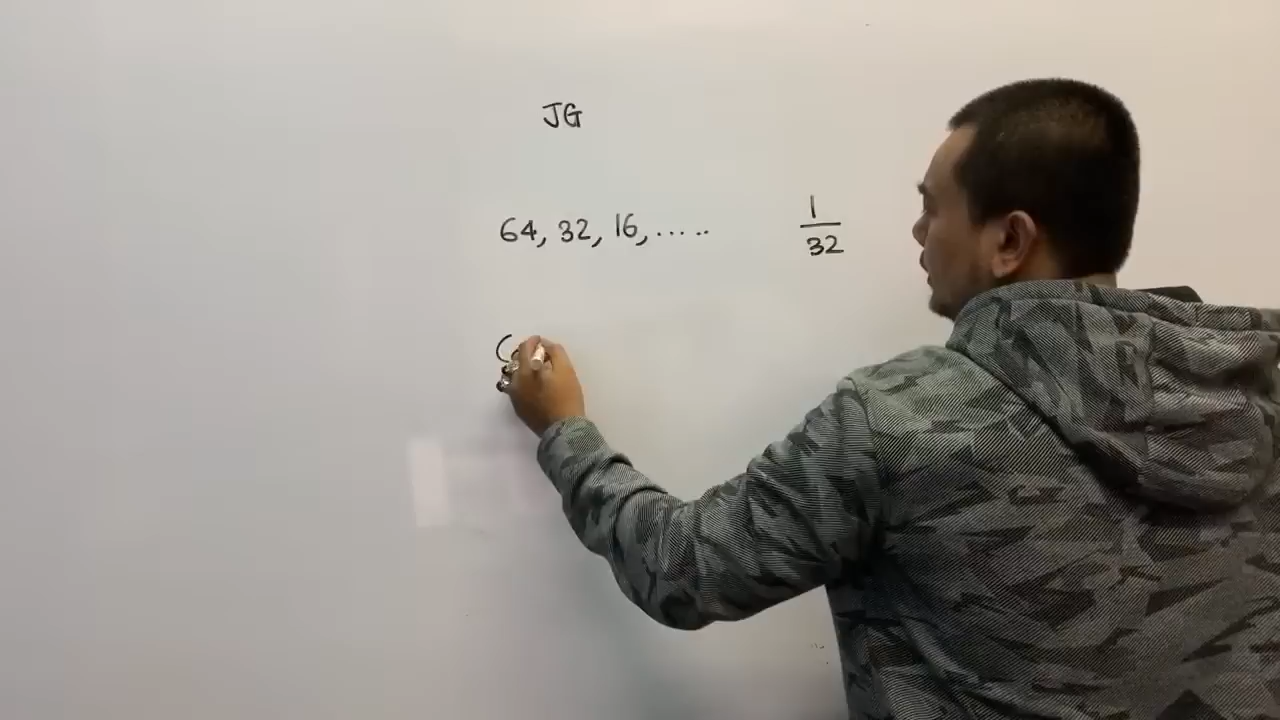 JG
64, 32, 16, ..... 1/32